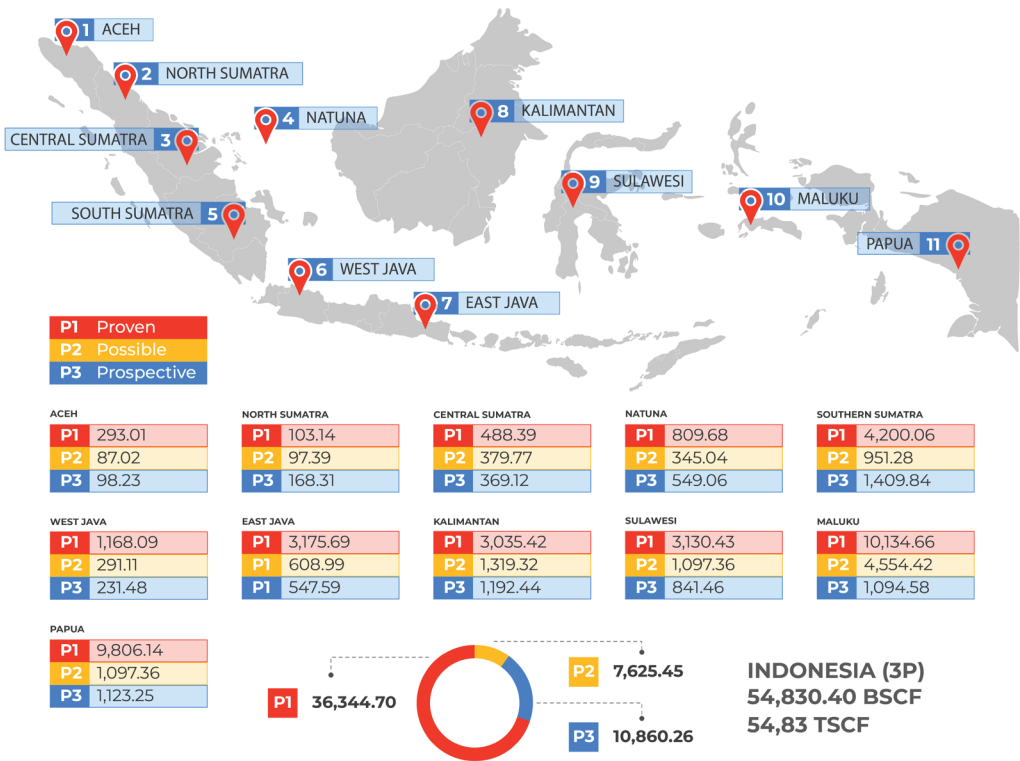 1 ACEH
2 NORTH SUMATRA
CENTRAL SUMATRA 3
4 NATUNA
8 KALIMANTAN
9 SULAWESI
10 MALUKU
SOUTH SUMATRA 5
PAPUA 11
6 WEST JAVA
7 EAST JAVA
P1 Proven
P2 Possible
P3 Prospective
ACEH
P1 293.01
P2 87.02
P3 98.23
NORTH SUMATRA
P1 103.14
P2 97.39
P3 168.31
CENTRAL SUMATRA
P1 488.39
P2 379.77
P3 369.12
NATUNA
P1 809.68
P2 345.04
P3 549.06
SOUTHERN SUMATRA
P1 4,200.06
P2 951.28
P3 1,409.84
WEST JAVA
P1 1,168.09
P2 291.11
P3 231.48
EAST JAVA
P1 3,175.69
P1 608.99
P1 547.59
KALIMANTAN
P1 3,035.42
P2 1,319.32
P3 1,192.44
SULAWESI
P1 3,130.43
P2 1,097.36
P3 841.46
MALUKU
P1 10,134.66
P2 4,554.42
P3 1,094.58
PAPUA
P1 9,806.14
P2 1,097.36
P3 1,123.25
P1 36,344.70
P2 7,625.45
P3 10,860.26
INDONESIA (3P)
54,830.40 BSCF
54,83 TSCF